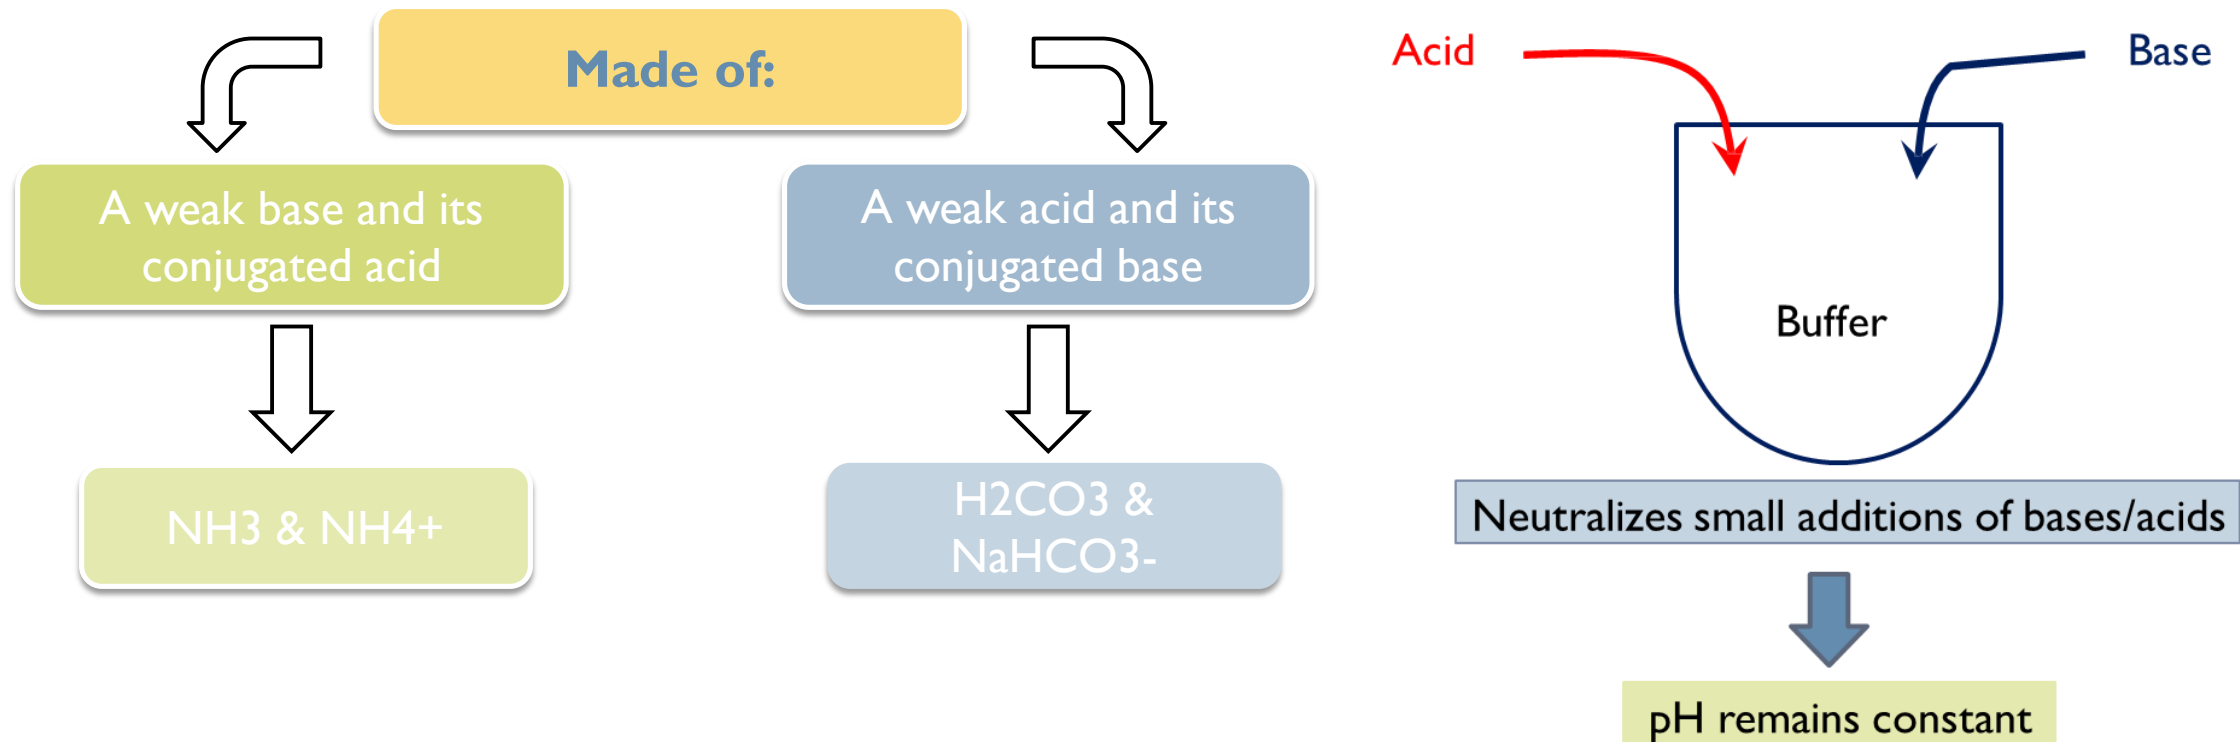 Made of:
A weak base and its
conjugated acid
A weak acid and its
conjugated base
NH3 & NH4+
H2CO3 &
NaHCO3-
Acid
Base
Buffer
Neutralizes small additions of bases/acids
pH remains constant